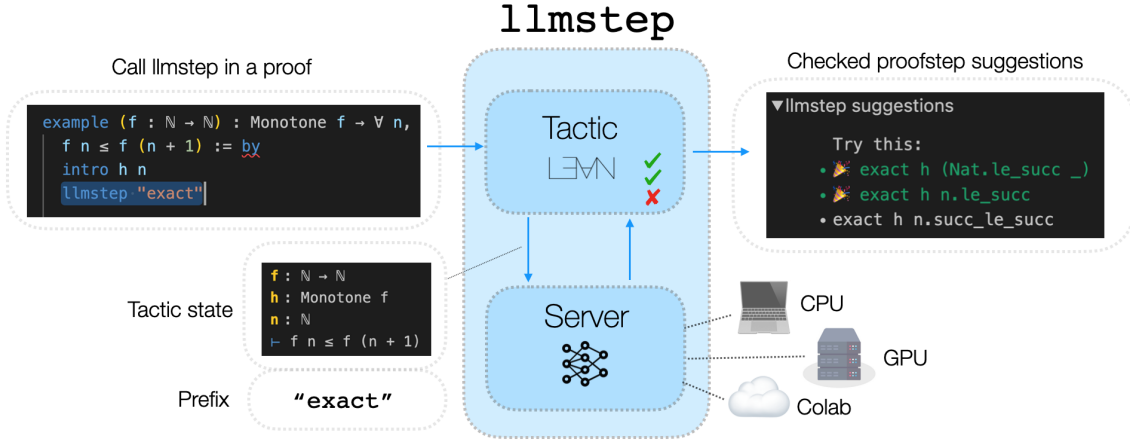 llmstep
Call llmstep in a proof
example (f : ℕ → ℕ) : Monotone f → ∀ n,
f n ≤ f (n + 1) := by
intro h n
llmstep "exact"
Tactic
L∃∀N
✓
✓
✘
Checked proofstep suggestions
▼llmstep suggestions
Try this:
• 🎉 exact h (Nat.le_succ _)
• 🎉 exact h n.le_succ
• exact h n.succ_le_succ
Tactic state
f : ℕ → ℕ
h : Monotone f
n : ℕ
⊢ f n ≤ f (n + 1)
Prefix
“exact”
Server
CPU
GPU
Colab